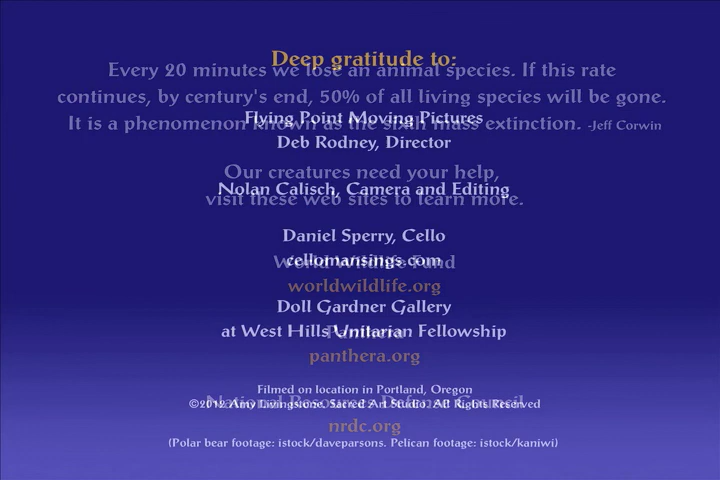 Deep gratitude to:
Every 20 minutes we lose an animal species. If this rate
continues, by century's end, 50% of all living species will be gone.
Flying Point Moving Pictures
It is a phenomenon known as the sixth mass extinction. -Jeff Corwin
Deb Rodney, Director
Our creatures need your help,
Nolan Calisch, Camera and Editing
visit these web sites to learn more.
Daniel Sperry, Cello
cellomansings.com
World Wildlife Fund
worldwildlife.org
Doll Gardner Gallery
at West Hills Unitarian Fellowship
Panthera
panthera.org
Filmed on location in Portland, Oregon
©2012 Amy Livingstone, Sacred Art Studio. All Rights Reserved
National Resources Defense Council
nrdc.org
(Polar bear footage: istock/daveparsons. Pelican footage: istock/kaniwi)